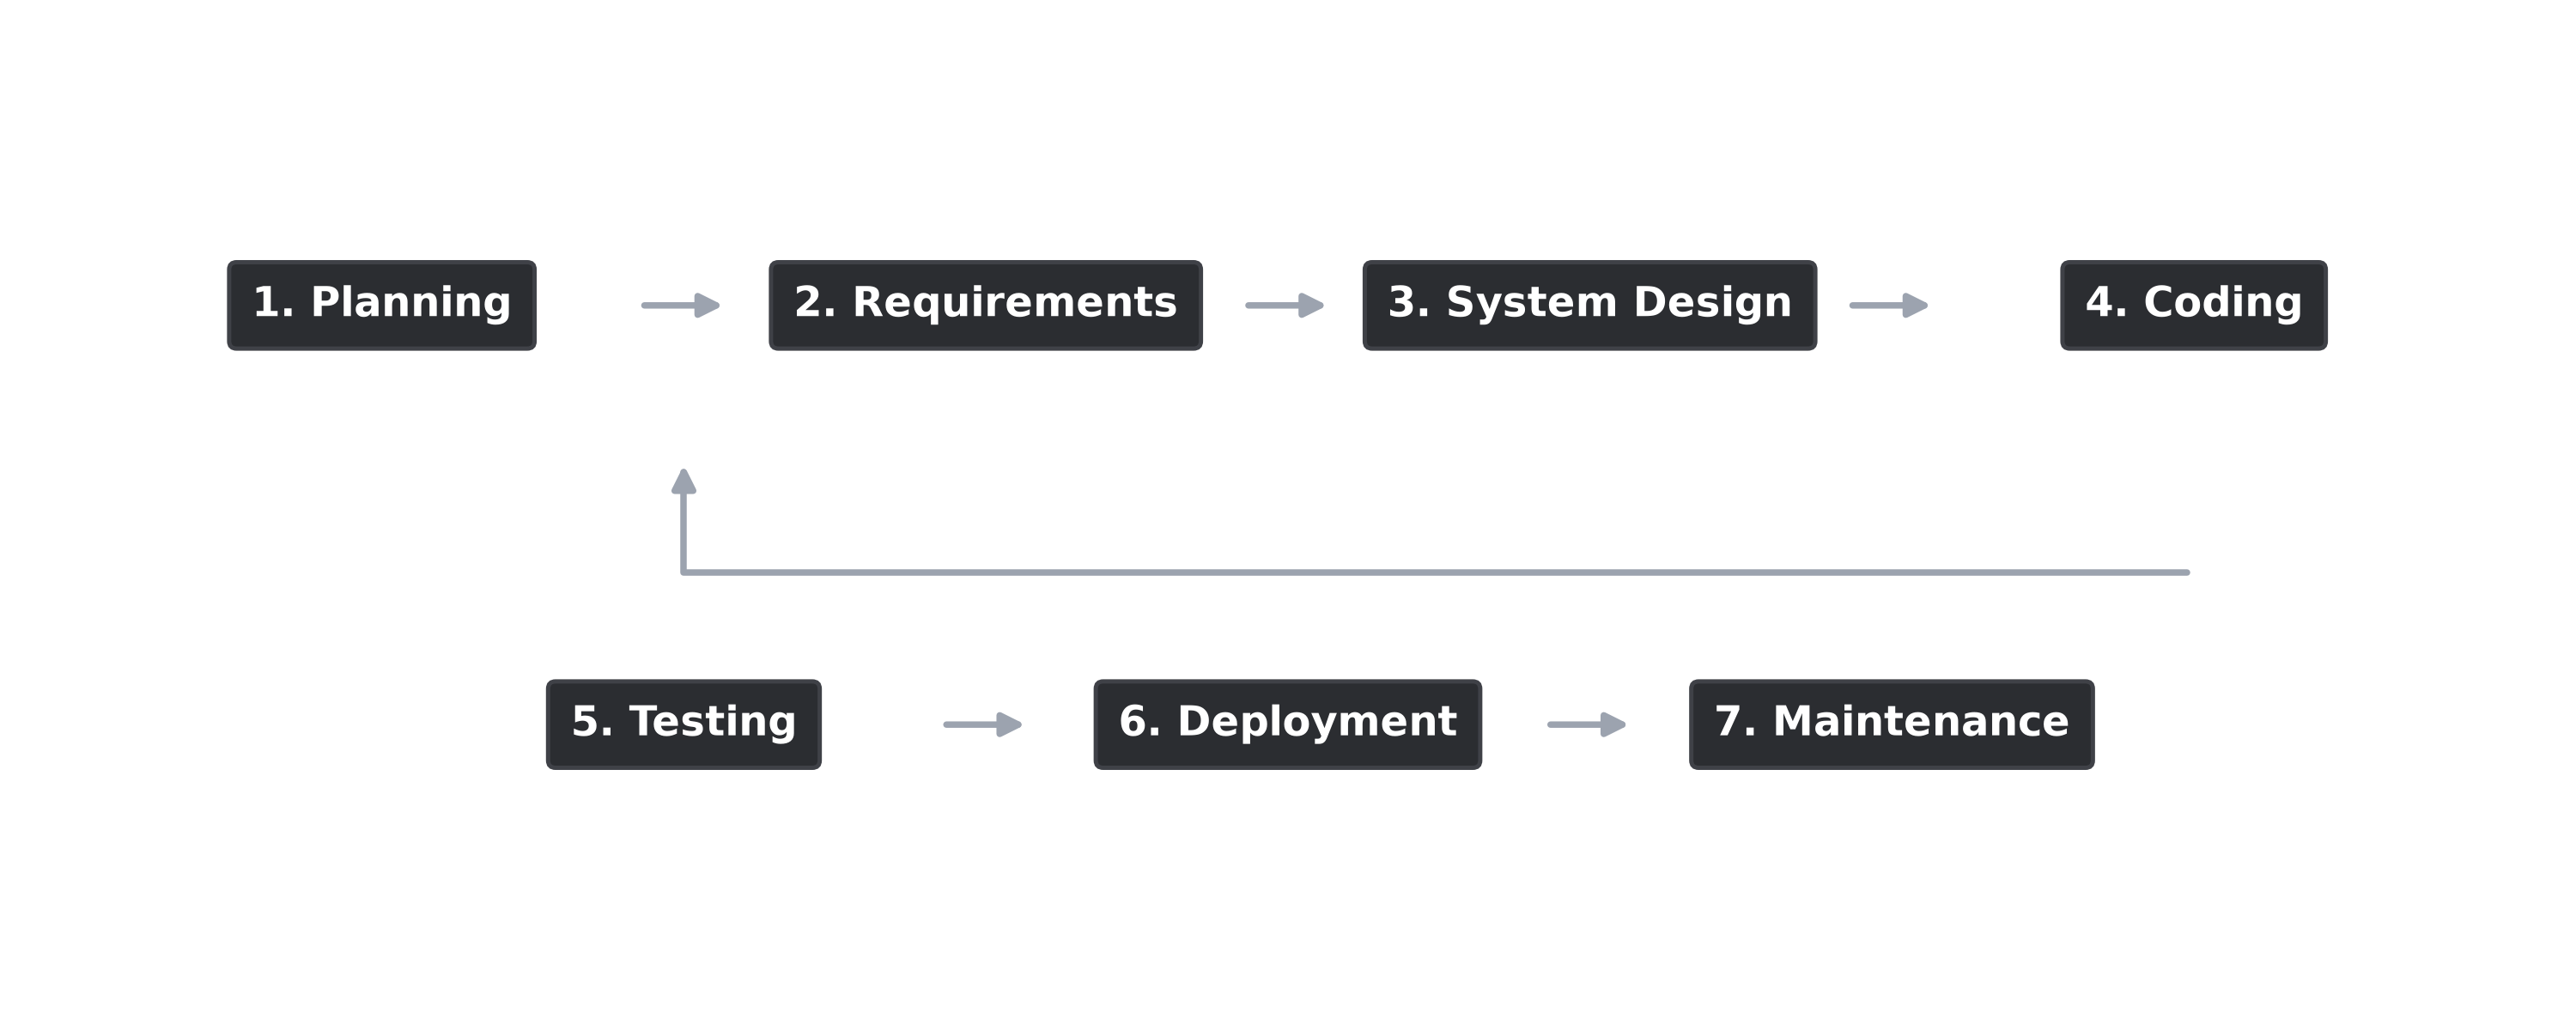 1. Planning
2. Requirements
3. System Design
4. Coding
5. Testing
6. Deployment
7. Maintenance